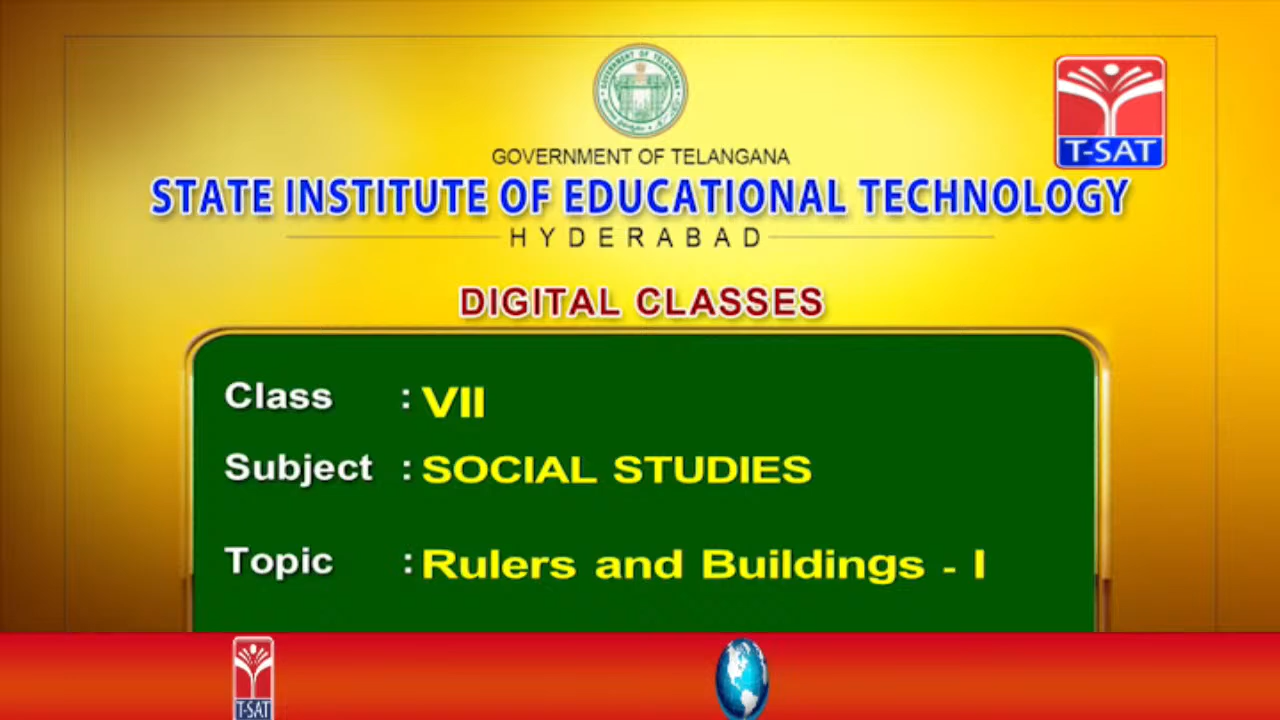 GOVERNMENT OF TELANGANA
T-SAT
STATE INSTITUTE OF EDUCATIONAL TECHNOLOGY
HYDERABAD
DIGITAL CLASSES
Class : VII
Subject : SOCIAL STUDIES
Topic : Rulers and Buildings - I
T-SAT